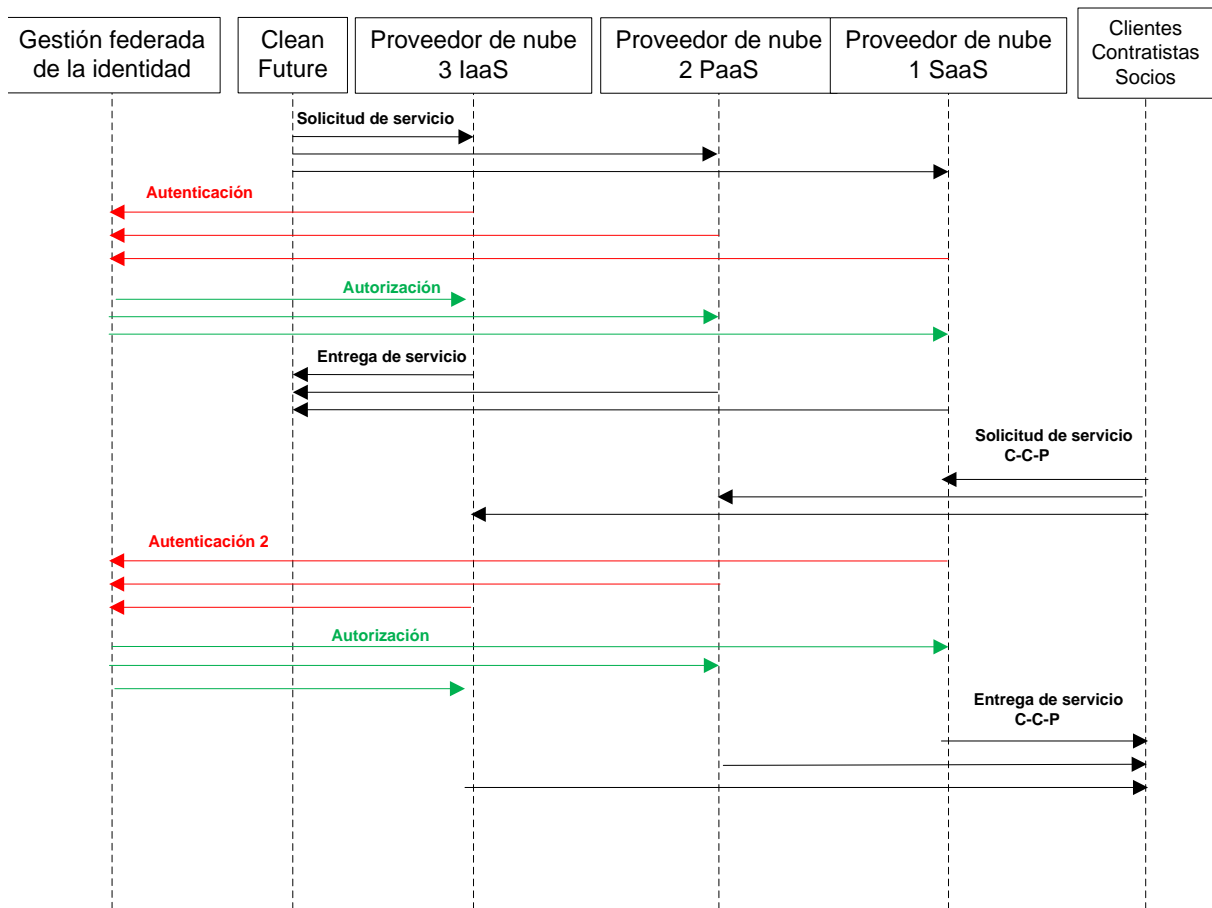 Gestión federada
de la identidad
Clean
Future
Proveedor de nube
3 IaaS
Proveedor de nube
2 PaaS
Proveedor de nube
1 SaaS
Clientes
Contratistas
Socios
Solicitud de servicio
Autenticación
Autorización
Entrega de servicio
Solicitud de servicio
C-C-P
Autenticación 2
Autorización
Entrega de servicio
C-C-P